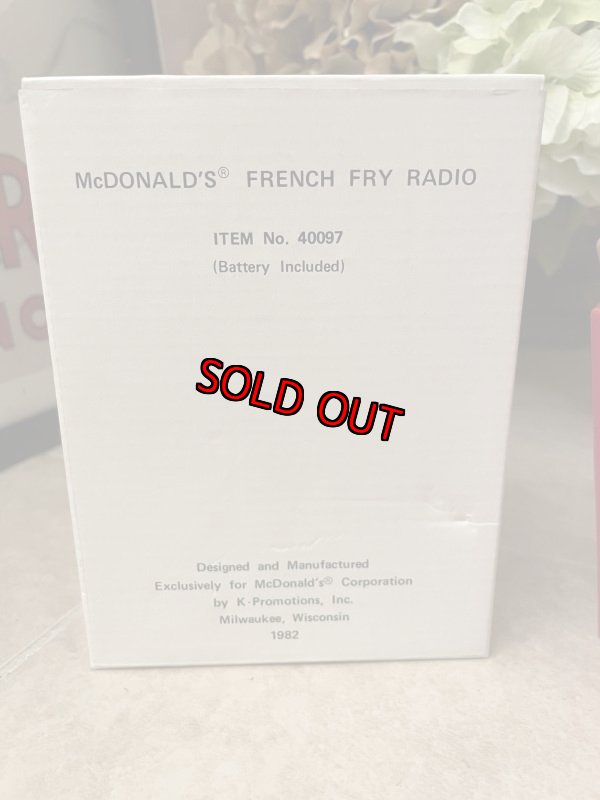 McDONALD'S® FRENCH FRY RADIO
ITEM No. 40097
(Battery Included)
SOLD OUT
Designed and Manufactured
Exclusively for McDonald's® Corporation
by K-Promotions, Inc.
Milwaukee, Wisconsin
1982